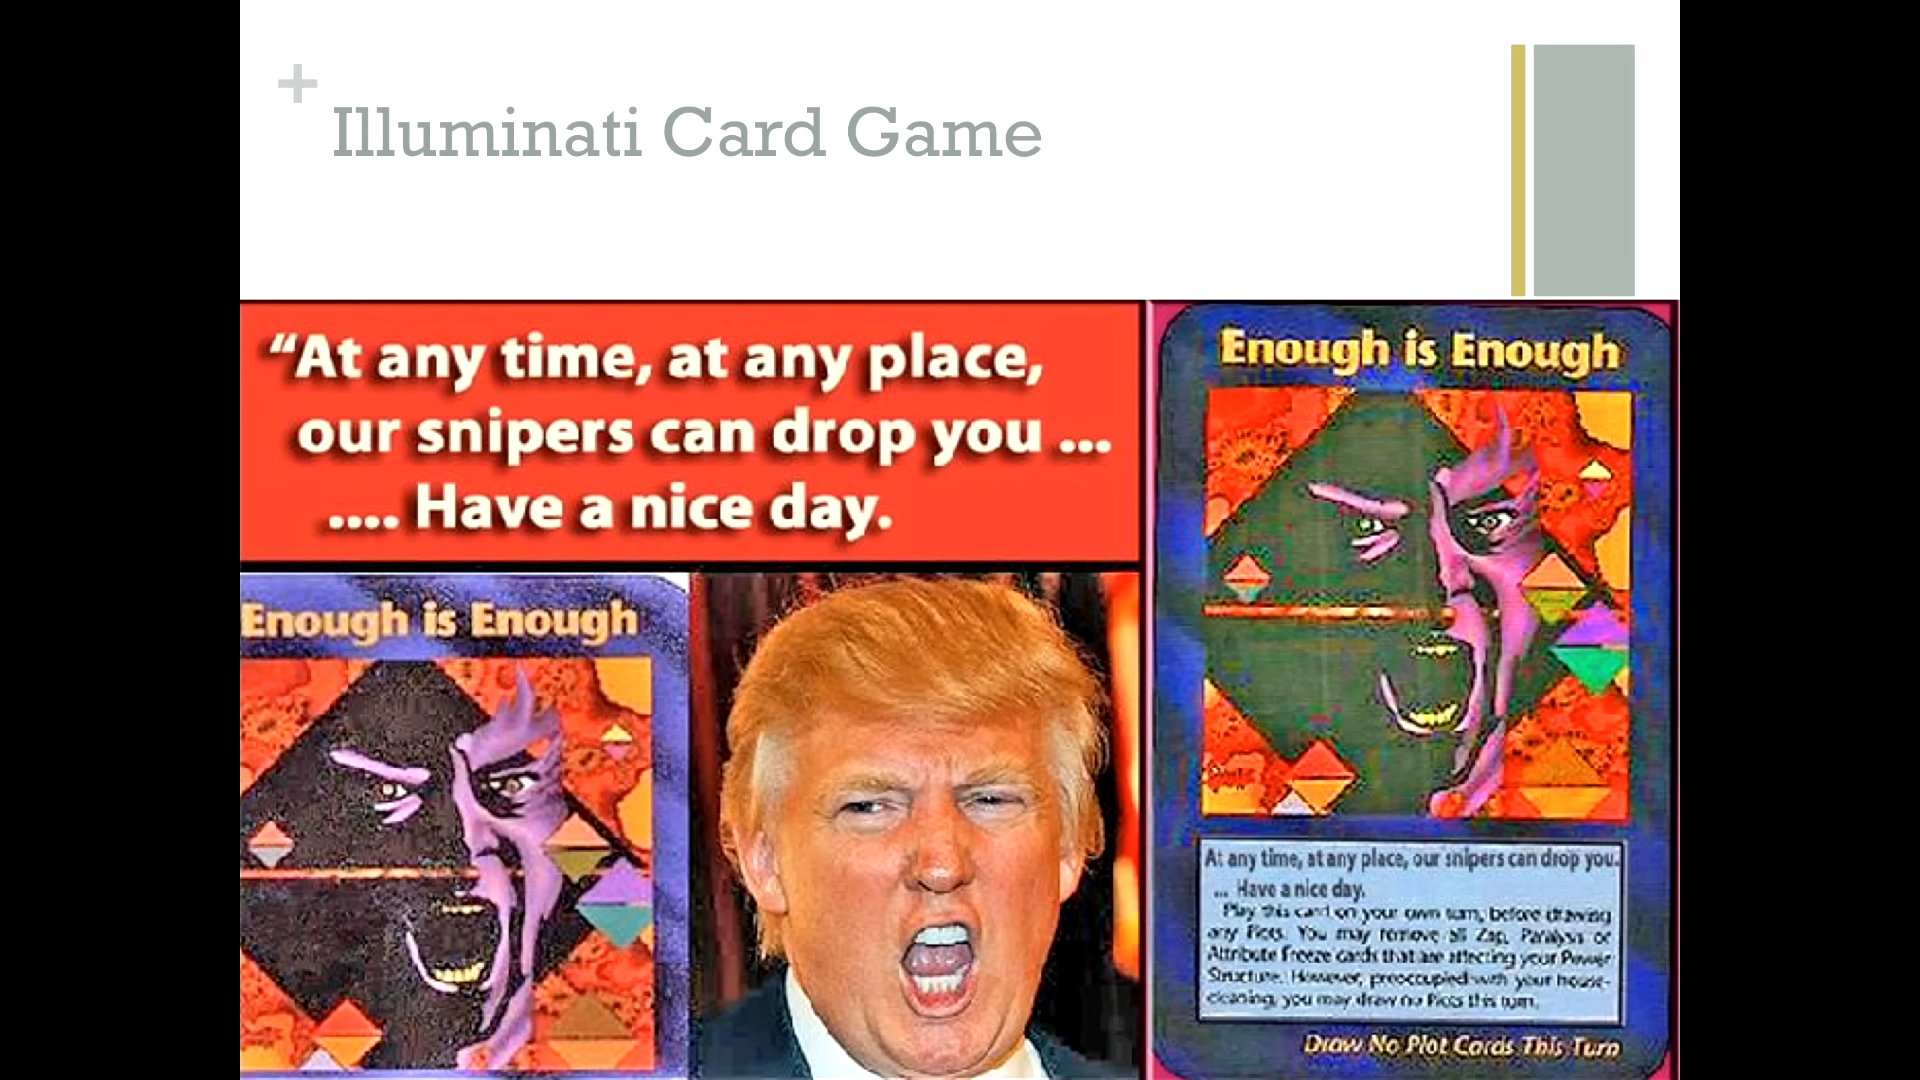 +
Illuminati Card Game
“At any time, at any place,
our snipers can drop you ...
.... Have a nice day.
Enough is Enough
Enough is Enough
At any time, at any place, our snipers can drop you.
... Have a nice day.
Play this card on your own turn, before drawing
any Plots. You may remove all Zap, Paralysis or
Attribute Freeze cards that are affecting your Power
Structure. However, preoccupied with your house-
cleaning, you may draw no Plots this turn.
Draw No Plot Cards This Turn